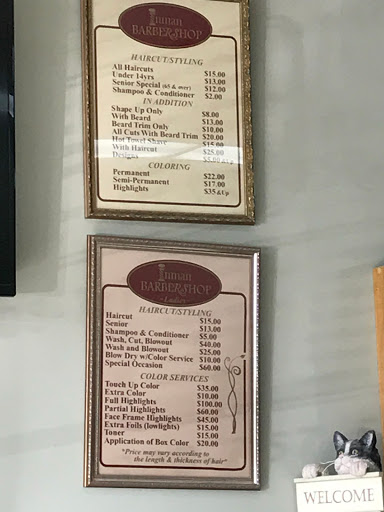 Inman
BARBERSHOP
HAIRCUT/STYLING
All Haircuts $15.00
Under 14yrs $13.00
Senior Special (65 & over) $12.00
Shampoo & Conditioner $2.00
IN ADDITION
Shape Up Only $8.00
With Beard $13.00
Beard Trim Only $10.00
All Cuts With Beard Trim $20.00
Hot Towel Shave $15.00
With Haircut $25.00
Designs $5.00 & Up
COLORING
Permanent $22.00
Semi-Permanent $17.00
Highlights $35 & Up
Inman
BARBERSHOP
- Ladies -
HAIRCUT/STYLING
Haircut $15.00
Senior $13.00
Shampoo & Conditioner $5.00
Wash, Cut, Blowout $40.00
Wash and Blowout $25.00
Blow Dry w/Color Service $10.00
Special Occasion $60.00
COLOR SERVICES
Touch Up Color $35.00
Extra Color $10.00
Full Highlights $100.00
Partial Highlights $60.00
Face Frame Highlights $45.00
Extra Foils (lowlights) $15.00
Toner $15.00
Application of Box Color $20.00
"Price may vary according to
the length & thickness of hair"
WELCOME